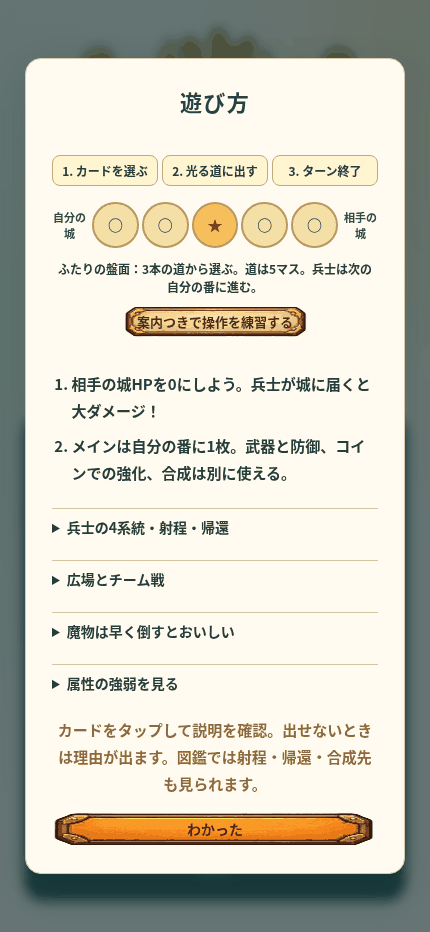 遊び方
1. カードを選ぶ
2. 光る道に出す
3. ターン終了
自分の
城
○ ○ ★ ○ ○
相手の
城
ふたりの盤面：3本の道から選ぶ。道は5マス。兵士は次の
自分の番に進む。
案内つきで操作を練習する
1. 相手の城HPを0にしよう。兵士が城に届くと
大ダメージ！
2. メインは自分の番に1枚。武器と防御、コイ
ンでの強化、合成は別に使える。
▶ 兵士の4系統・射程・帰還
▶ 広場とチーム戦
▶ 魔物は早く倒すとおいしい
▶ 属性の強弱を見る
カードをタップして説明を確認。出せないとき
は理由が出ます。図鑑では射程・帰還・合成先
も見られます。
わかった